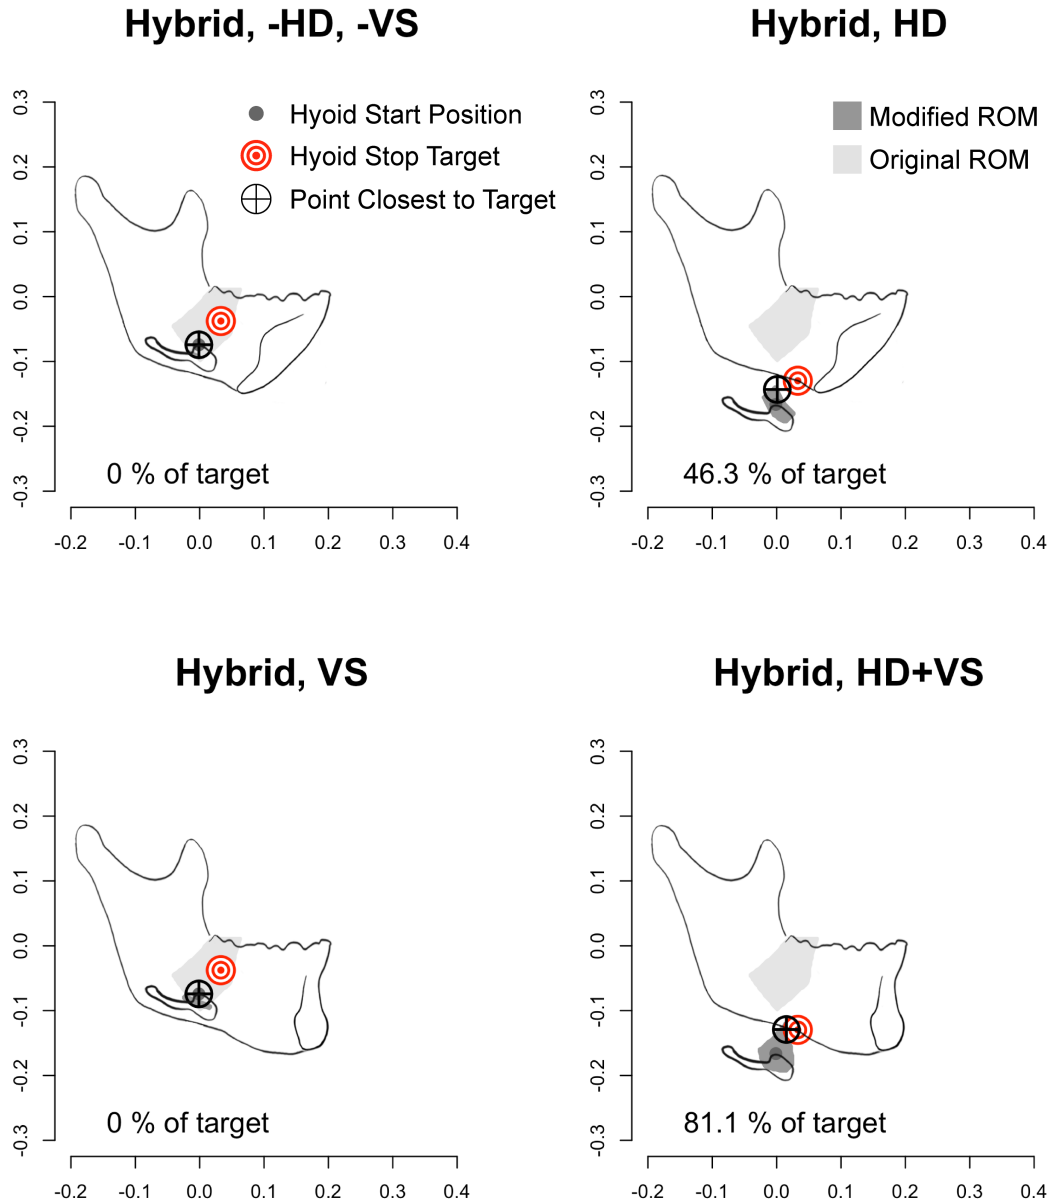 Hybrid, -HD, -VS
Hybrid, HD
0.3
0.2
0.1
0.0
-0.1
-0.2
-0.3
Hyoid Start Position
Hyoid Stop Target
Point Closest to Target
0 % of target
-0.2 -0.1 0.0 0.1 0.2 0.3 0.4
0.3
0.2
0.1
0.0
-0.1
-0.2
-0.3
Modified ROM
Original ROM
46.3 % of target
-0.2 -0.1 0.0 0.1 0.2 0.3 0.4
Hybrid, VS
Hybrid, HD+VS
0.3
0.2
0.1
0.0
-0.1
-0.2
-0.3
0 % of target
-0.2 -0.1 0.0 0.1 0.2 0.3 0.4
0.3
0.2
0.1
0.0
-0.1
-0.2
-0.3
81.1 % of target
-0.2 -0.1 0.0 0.1 0.2 0.3 0.4